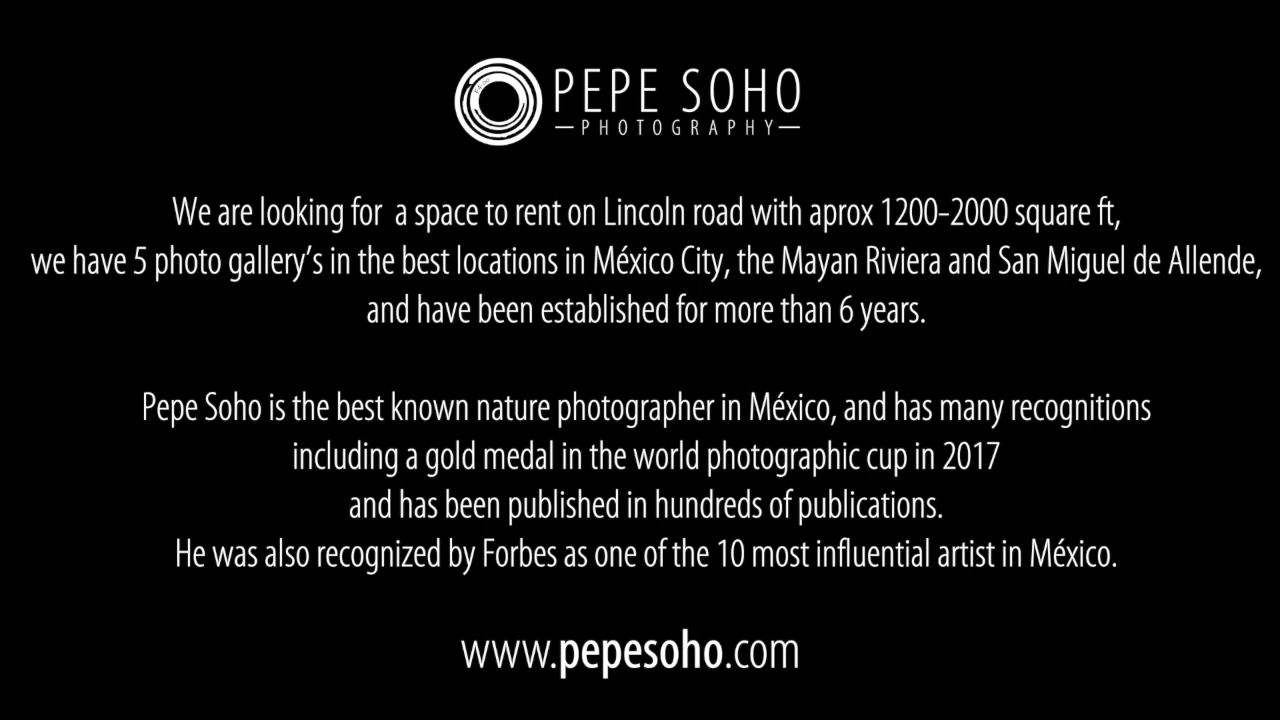 PEPE SOHO
PHOTOGRAPHY
We are looking for a space to rent on Lincoln road with aprox 1200-2000 square ft,
we have 5 photo gallery's in the best locations in México City, the Mayan Riviera and San Miguel de Allende,
and have been established for more than 6 years.
Pepe Soho is the best known nature photographer in México, and has many recognitions
including a gold medal in the world photographic cup in 2017
and has been published in hundreds of publications.
He was also recognized by Forbes as one of the 10 most influential artist in México.
www.pepesoho.com